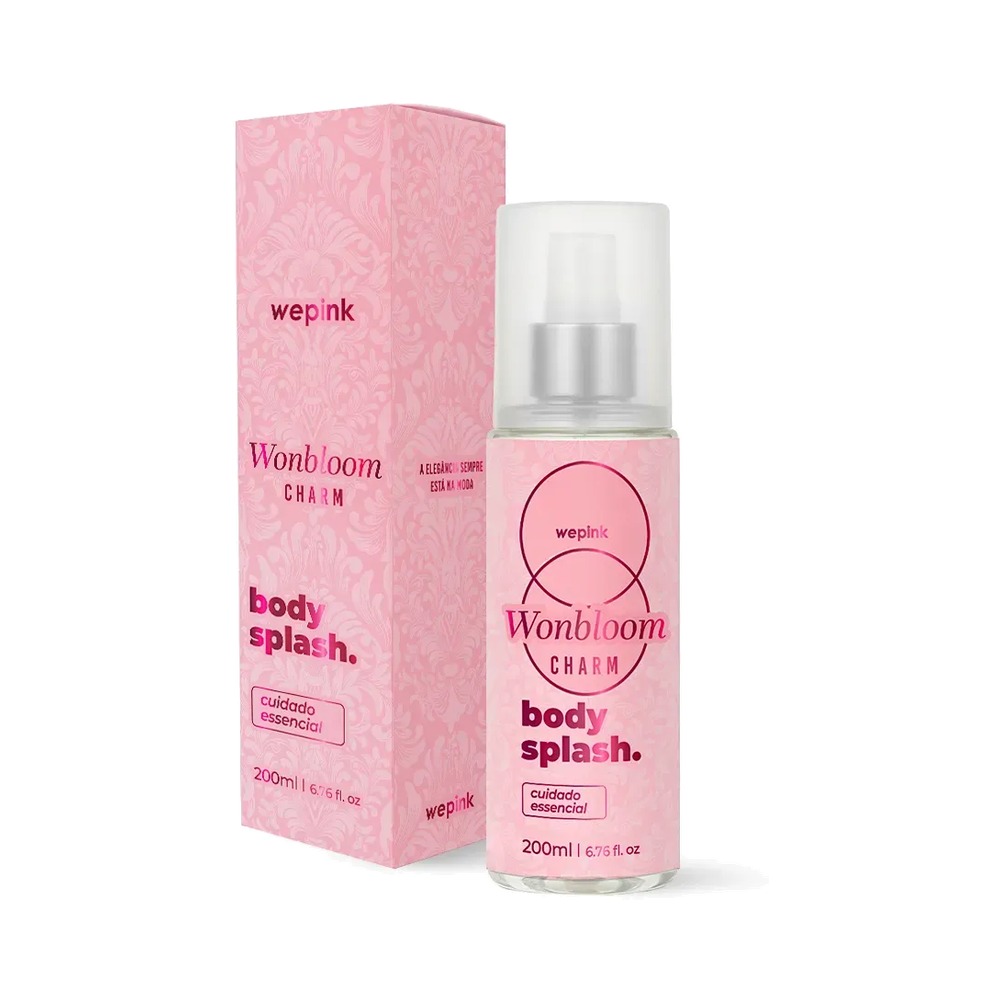 wepink
Wonbloom
CHARM
body
splash.
cuidado
essencial
200ml | 6.76 fl. oz
A ELEGÂNCIA SEMPRE
ESTÁ NA MODA
wepink
wepink
Wonbloom
CHARM
body
splash.
cuidado
essencial
200ml | 6.76 fl. oz